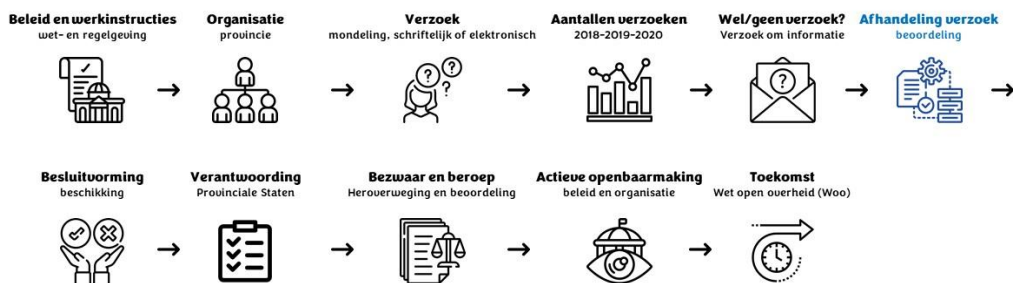 Beleid en werkinstructies
wet- en regelgeving
Organisatie
provincie
Verzoek
mondeling, schriftelijk of elektronisch
Aantallen verzoeken
2018-2019-2020
Wel/geen verzoek?
Verzoek om informatie
Afhandeling verzoek
beoordeling
Besluitvorming
beschikking
Verantwoording
Provinciale Staten
Bezwaar en beroep
Heroverweging en beoordeling
Actieve openbaarmaking
beleid en organisatie
Toekomst
Wet open overheid (Woo)